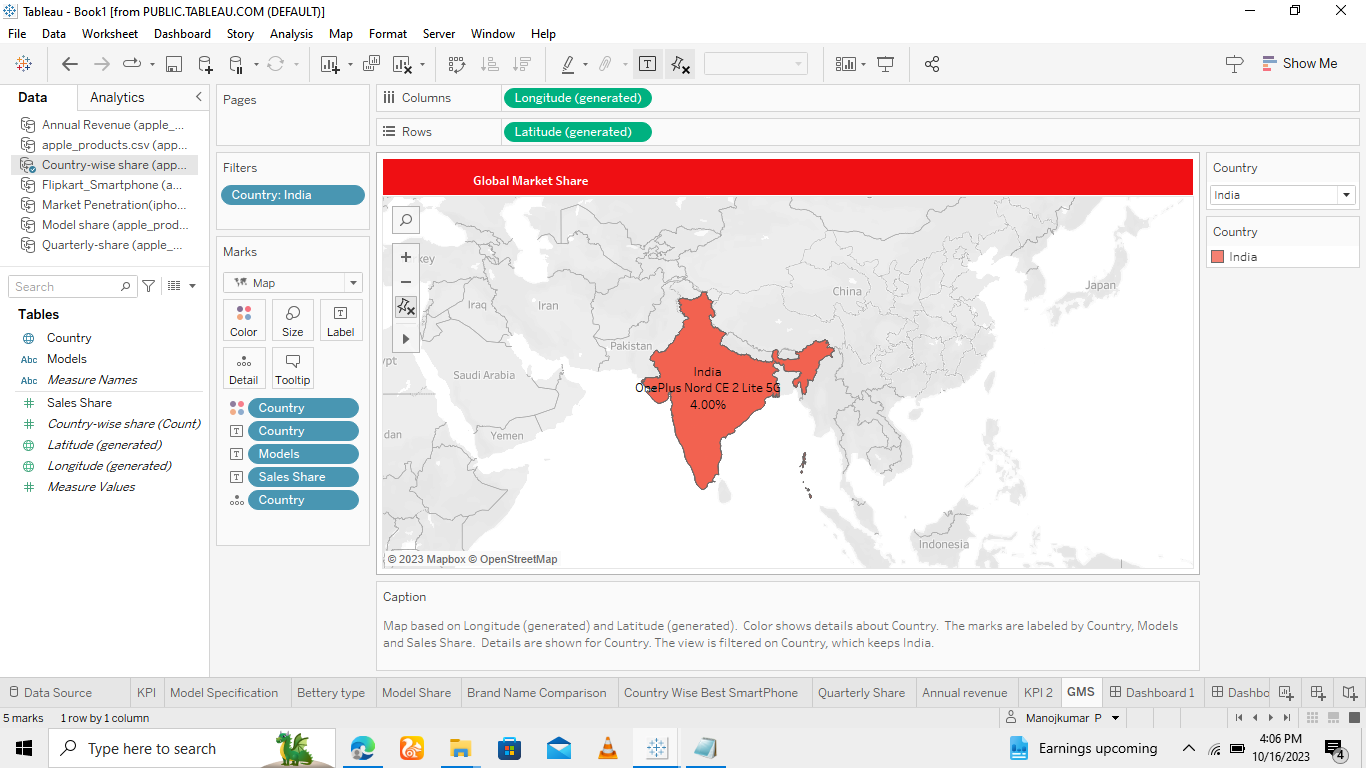 Tableau - Book1 [from PUBLIC.TABLEAU.COM (DEFAULT)]
File Data Worksheet Dashboard Story Analysis Map Format Server Window Help
Show Me
Data Analytics
Annual Revenue (apple_...
apple_products.csv (app...
Country-wise share (app...
Flipkart_Smartphone (a...
Market Penetration(ipho...
Model share (apple_prod...
Quarterly-share (apple_...
Search
Tables
Country
Abc Models
Abc Measure Names
Sales Share
Country-wise share (Count)
Latitude (generated)
Longitude (generated)
Measure Values
Pages
Filters
Country: India
Marks
Map
Color Size Label
Detail Tooltip
Country
Country
Models
Sales Share
Country
Columns Longitude (generated)
Rows Latitude (generated)
Global Market Share
key
Iraq
Iran
China
Japan
Pakistan
ypt
Saudi Arabia
India
OnePlus Nord CE 2 Lite 5G
4.00%
dan
Yemen
Indonesia
© 2023 Mapbox © OpenStreetMap
Country
India
Country
India
Caption
Map based on Longitude (generated) and Latitude (generated). Color shows details about Country. The marks are labeled by Country, Models
and Sales Share. Details are shown for Country. The view is filtered on Country, which keeps India.
Data Source KPI Model Specification Bettery type Model Share Brand Name Comparison Country Wise Best SmartPhone Quarterly Share Annual revenue KPI 2 GMS Dashboard 1 Dashbo
5 marks 1 row by 1 column Manojkumar P
Type here to search
Earnings upcoming
4:06 PM
10/16/2023
4